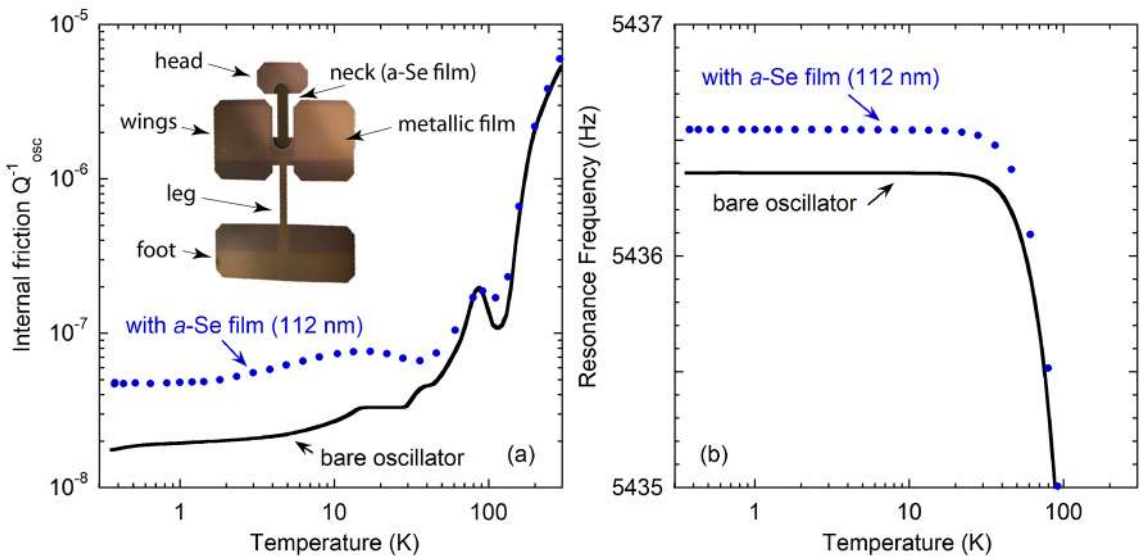 10⁻⁵
10⁻⁶
10⁻⁷
10⁻⁸
Internal friction Q⁻¹osc
head
neck (a-Se film)
wings
metallic film
leg
foot
with a-Se film (112 nm)
bare oscillator
(a)
1
10
100
Temperature (K)
5437
5436
5435
Resonance Frequency (Hz)
with a-Se film (112 nm)
bare oscillator
(b)
1
10
100
Temperature (K)